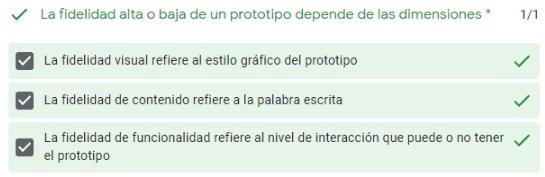 La fidelidad alta o baja de un prototipo depende de las dimensiones * 1/1
La fidelidad visual refiere al estilo gráfico del prototipo
La fidelidad de contenido refiere a la palabra escrita
La fidelidad de funcionalidad refiere al nivel de interacción que puede o no tener
el prototipo